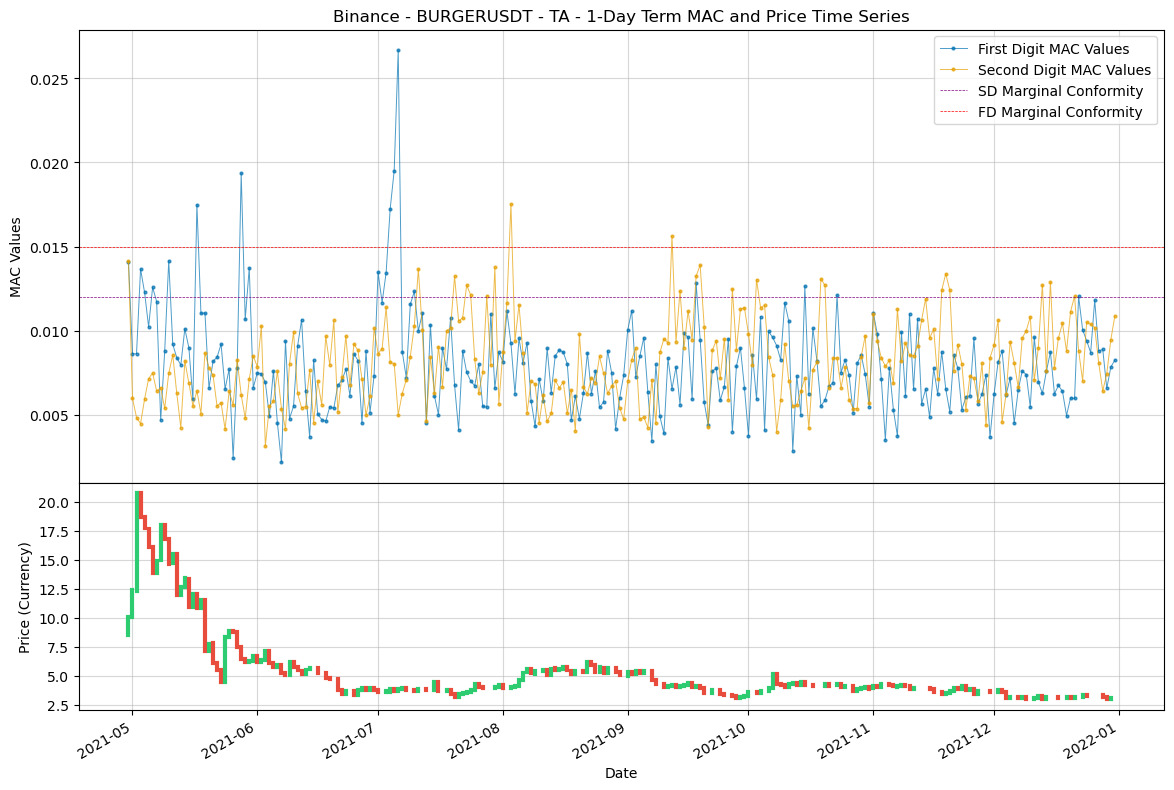 Binance - BURGERUSDT - TA - 1-Day Term MAC and Price Time Series
First Digit MAC Values
Second Digit MAC Values
SD Marginal Conformity
FD Marginal Conformity
MAC Values
0.025
0.020
0.015
0.010
0.005
Price (Currency)
20.0
17.5
15.0
12.5
10.0
7.5
5.0
2.5
2021-05
2021-06
2021-07
2021-08
2021-09
2021-10
2021-11
2021-12
2022-01
Date